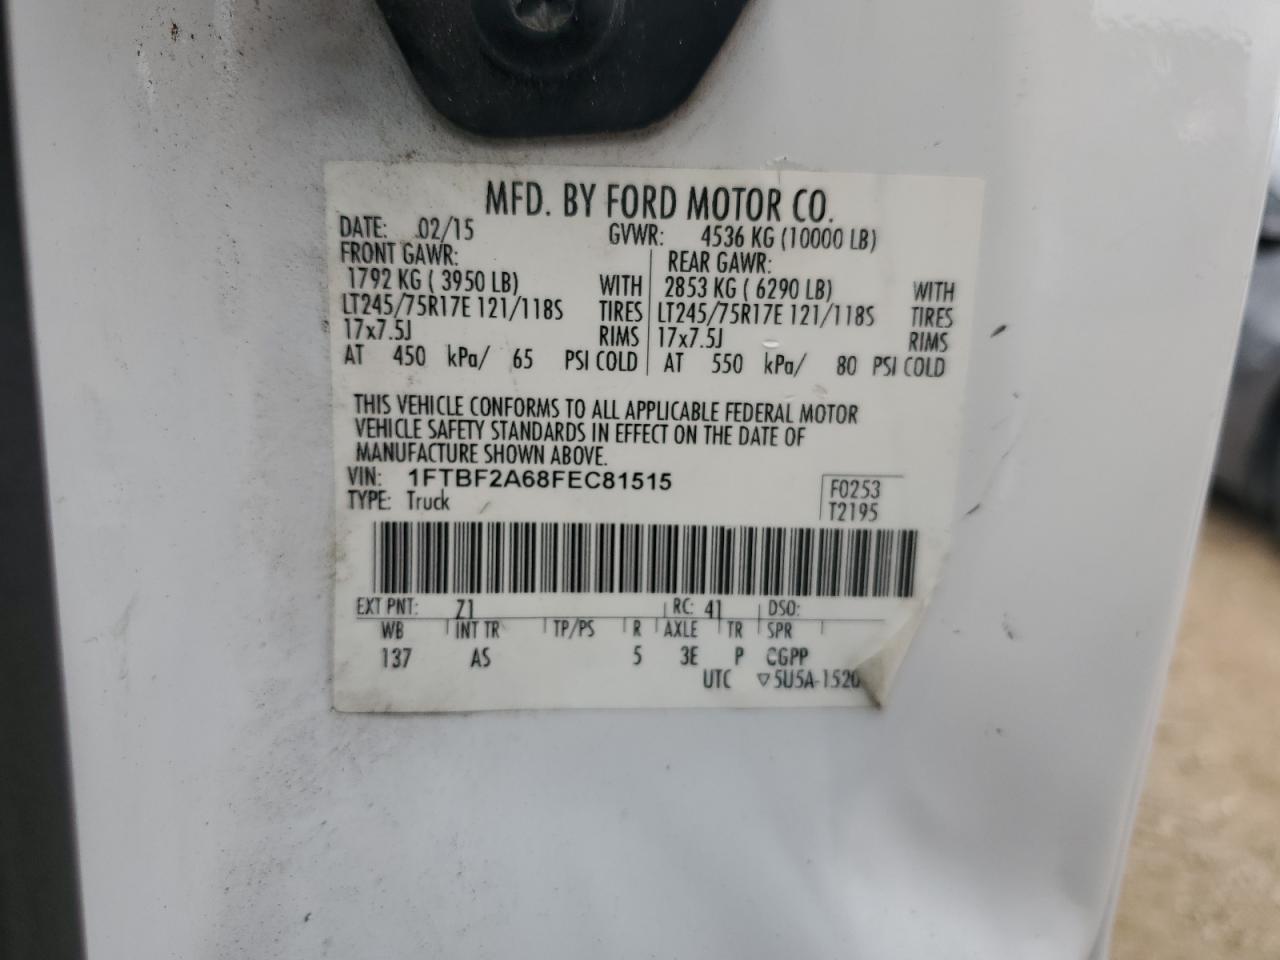 MFD. BY FORD MOTOR CO.
DATE: 02/15 GVWR: 4536 KG (10000 LB)
FRONT GAWR: REAR GAWR:
1792 KG ( 3950 LB) WITH 2853 KG ( 6290 LB) WITH
LT245/75R17E 121/118S TIRES LT245/75R17E 121/118S TIRES
17x7.5J RIMS 17x7.5J RIMS
AT 450 kPa/ 65 PSI COLD AT 550 kPa/ 80 PSI COLD
THIS VEHICLE CONFORMS TO ALL APPLICABLE FEDERAL MOTOR
VEHICLE SAFETY STANDARDS IN EFFECT ON THE DATE OF
MANUFACTURE SHOWN ABOVE.
VIN: 1FTBF2A68FEC81515 F0253
TYPE: Truck T2195
EXT PNT: Z1 RC: 41 DSO:
WB INT TR TP/PS R AXLE TR SPR
137 AS 5 3E P CGPP
UTC ▽5U5A-1520